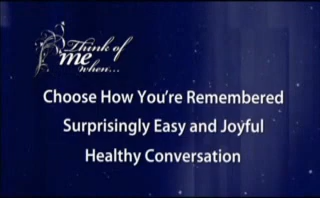 Think of
me
when...
Choose How You're Remembered
Surprisingly Easy and Joyful
Healthy Conversation